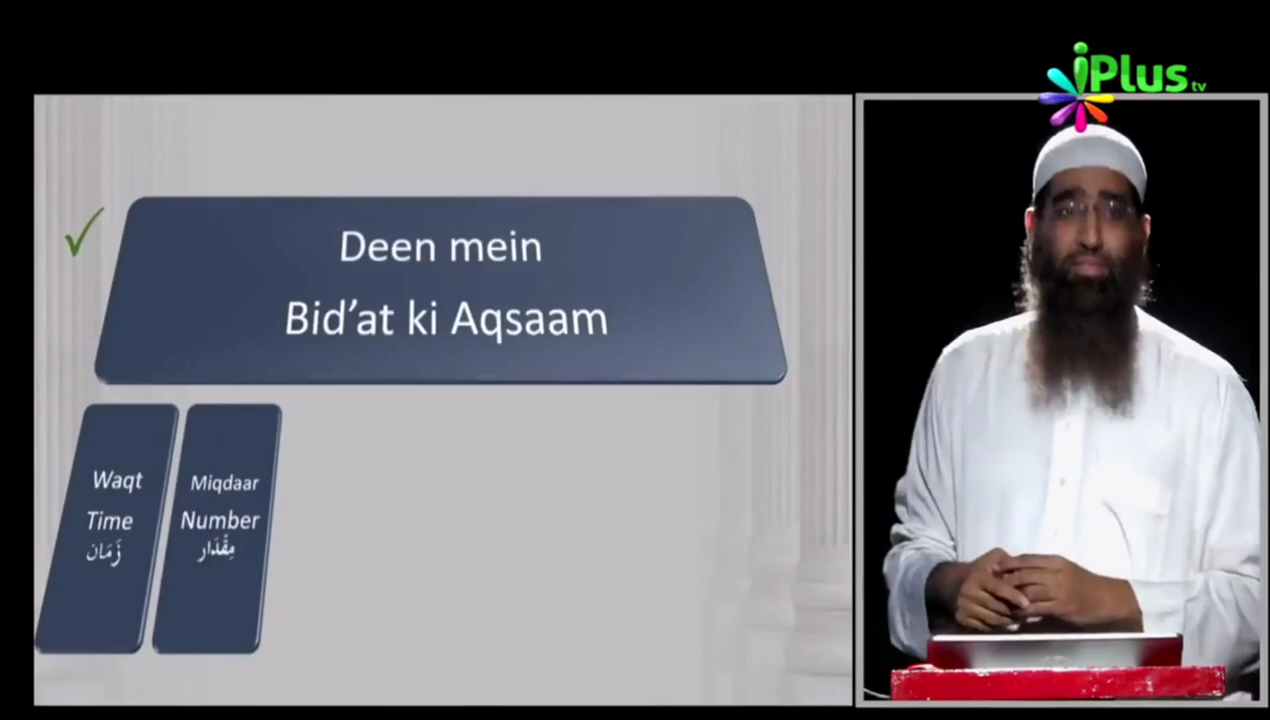 iPlus tv
Deen mein
Bid’at ki Aqsaam
Waqt
Time
زَمَان
Miqdaar
Number
مِقْدَار